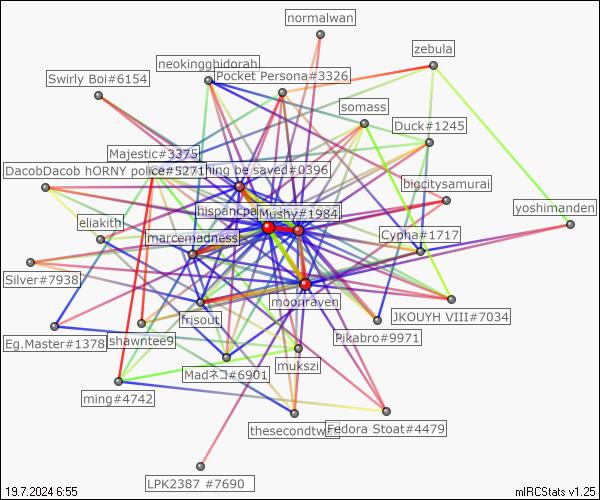 normalwan
zebula
neokingghidorah
Pocket Persona#3326
Swirly Boi#6154
somass
Duck#1245
Majestic#3375
DacobDacob hORNY police#5271
hing be saved#0396
bigcitysamurai
hispancpa
Mushy#1984
yoshimanden
eliakith
marcemadness
Cypha#1717
Silver#7938
moonraven
frisout
JKOUYH VIII#7034
Eg.Master#1378
shawntee9
Pikabro#9971
Madネコ#6901
mukszi
ming#4742
thesecondtw
Fedora Stoat#4479
LPK2387 #7690
19.7.2024 6:55
mIRCStats v1.25